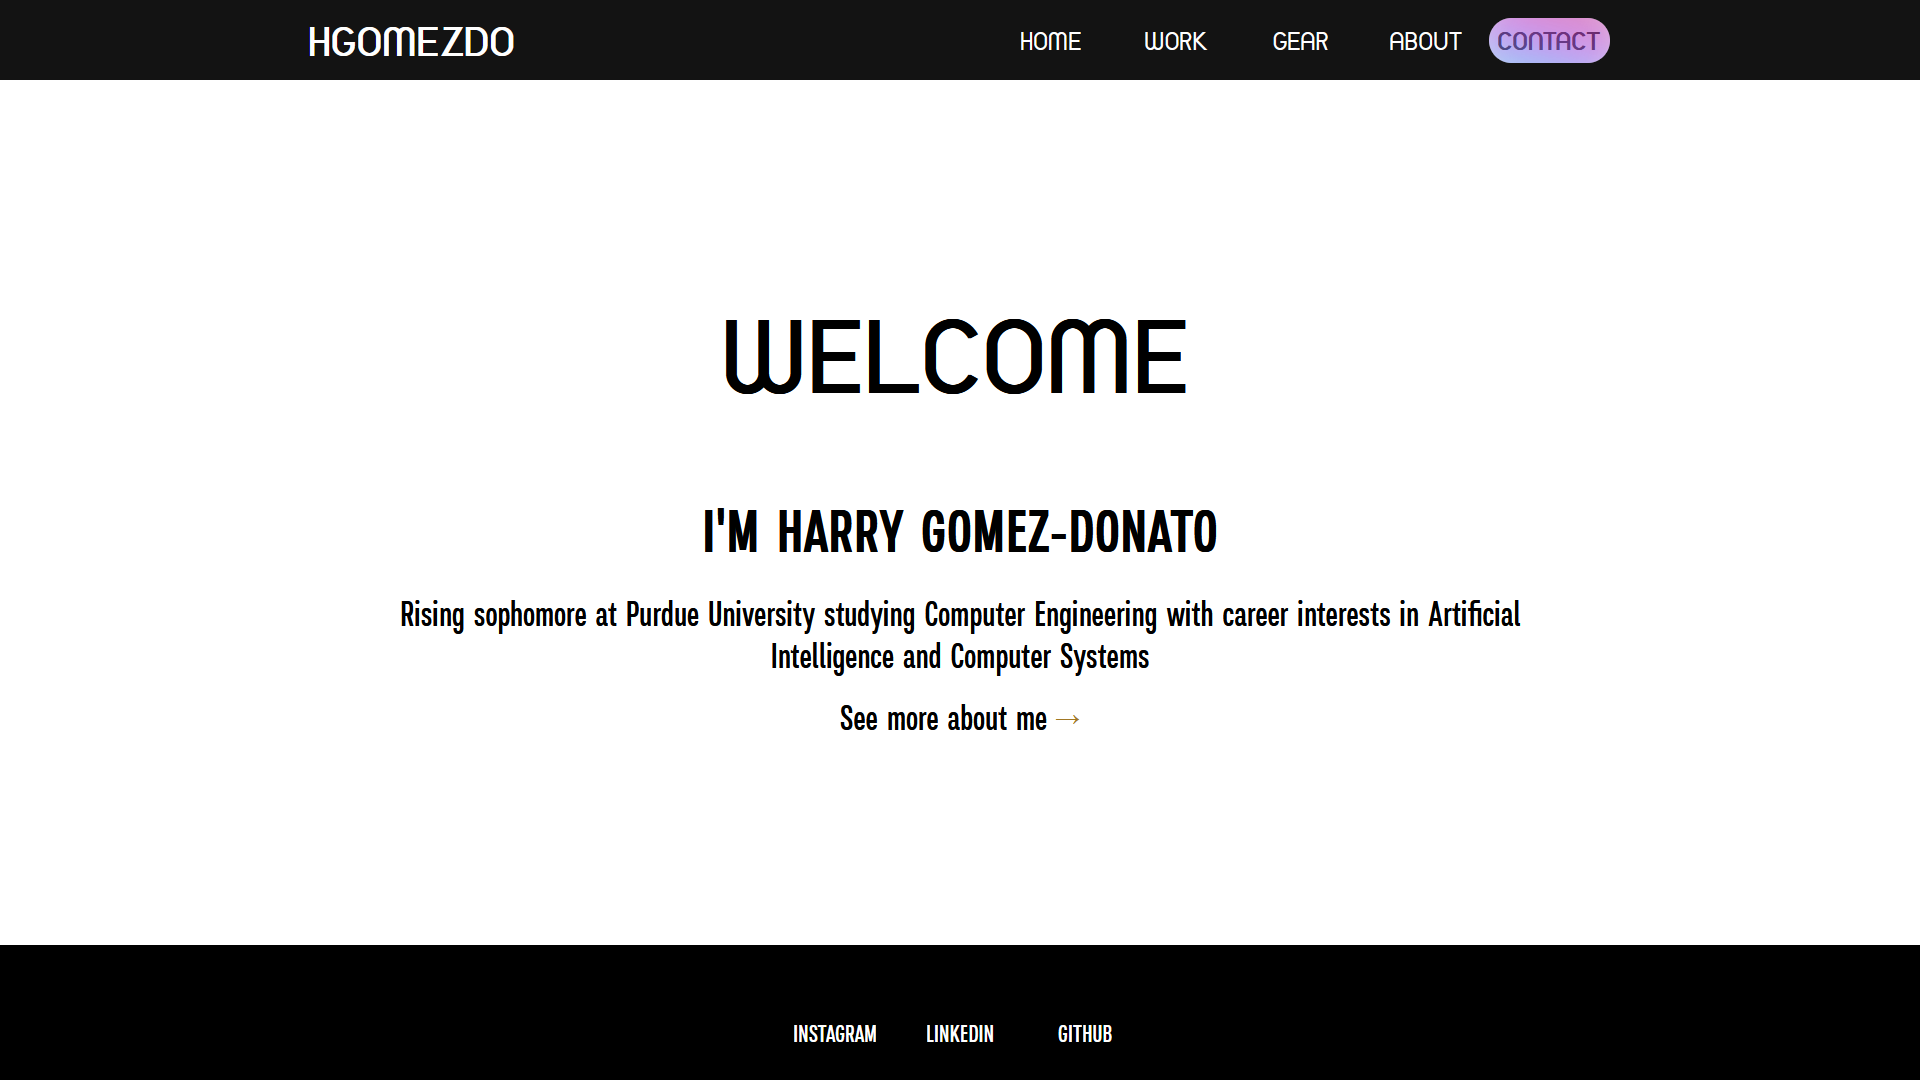 HGOMEZDO
HOME WORK GEAR ABOUT CONTACT
WELCOME
I'M HARRY GOMEZ-DONATO
Rising sophomore at Purdue University studying Computer Engineering with career interests in Artificial
Intelligence and Computer Systems
See more about me →
INSTAGRAM LINKEDIN GITHUB